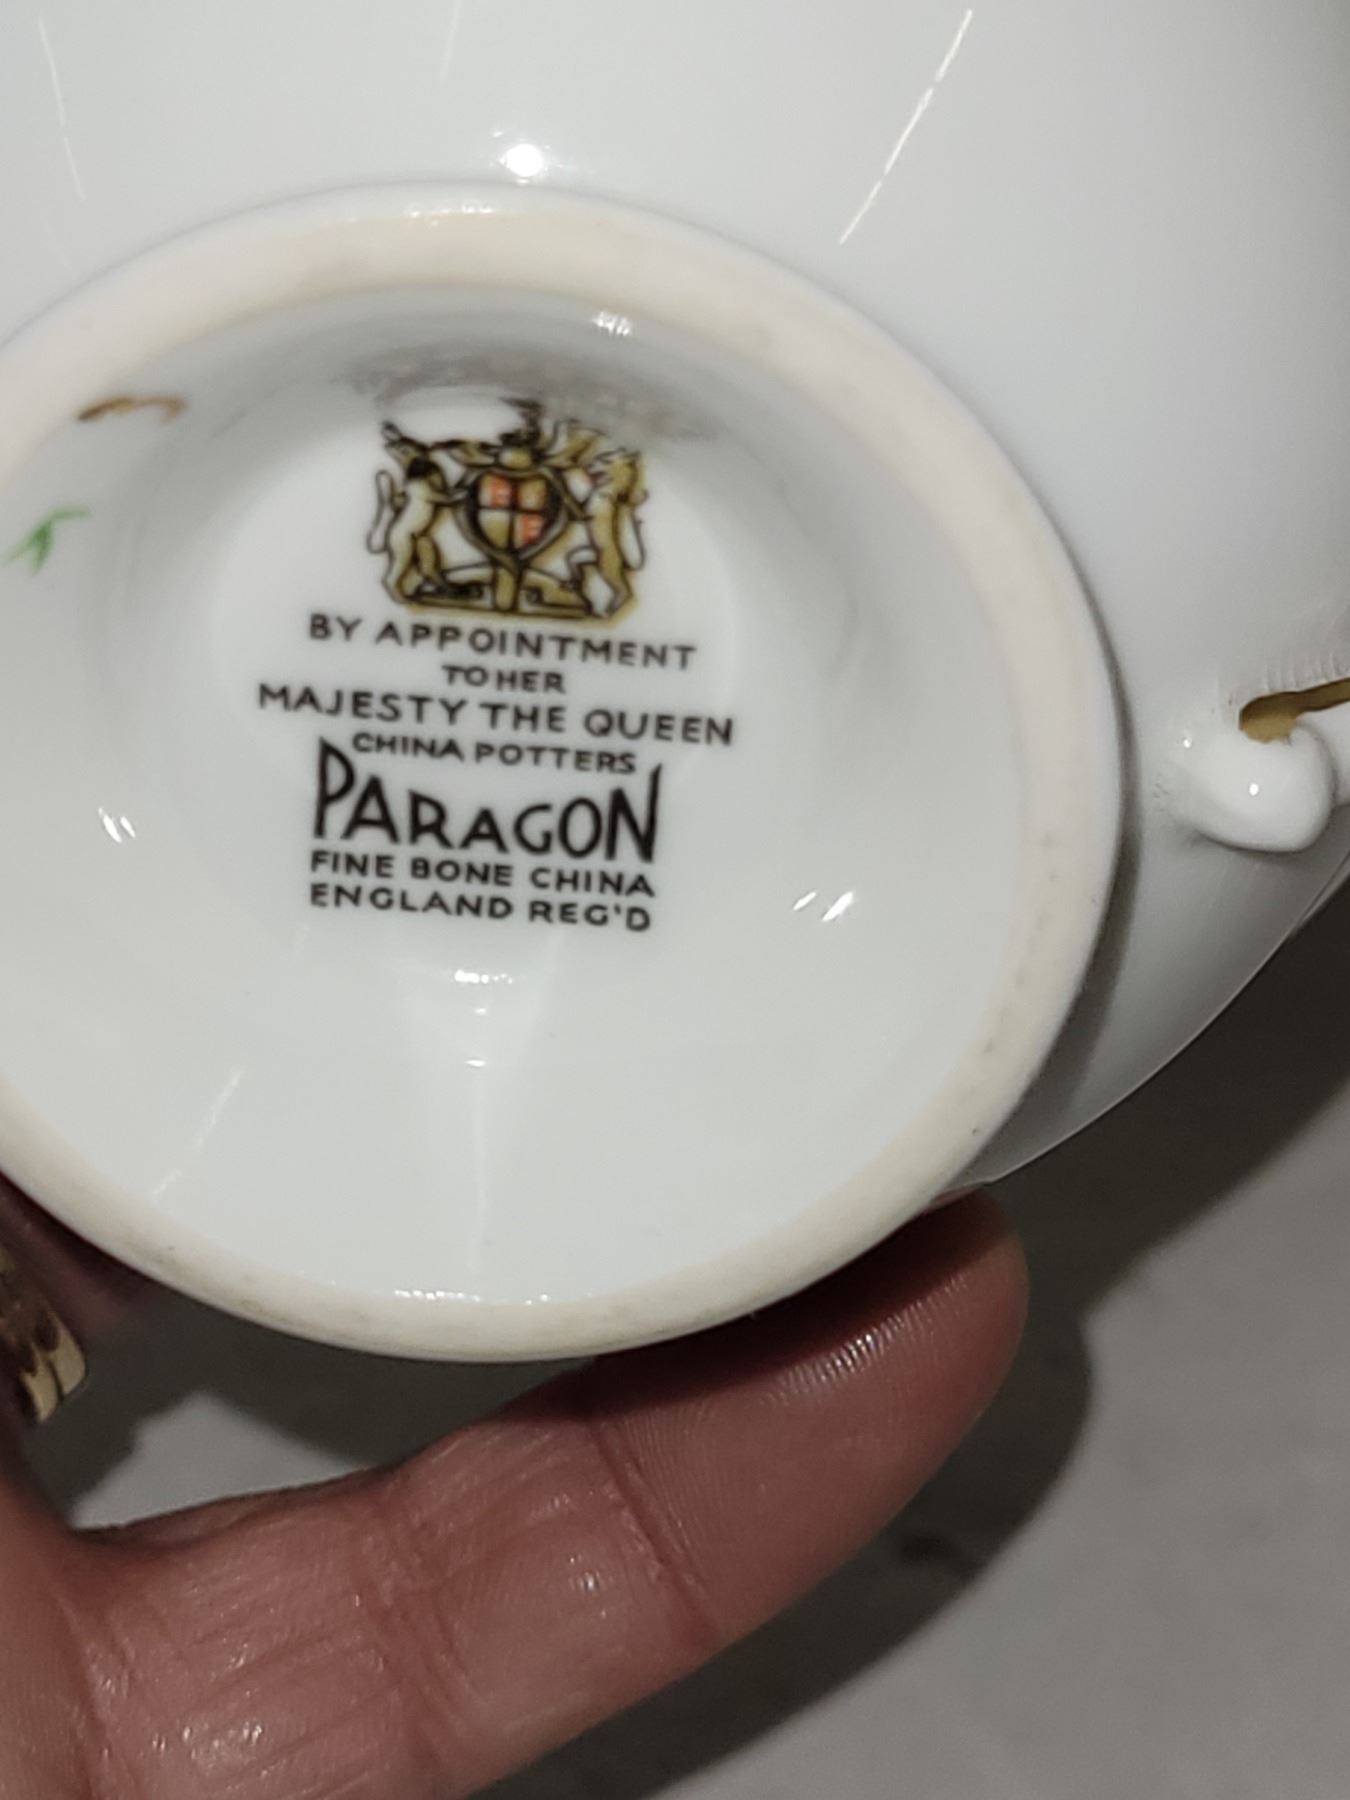 BY APPOINTMENT
TO HER
MAJESTY THE QUEEN
CHINA POTTERS
PARAGON
FINE BONE CHINA
ENGLAND REG'D